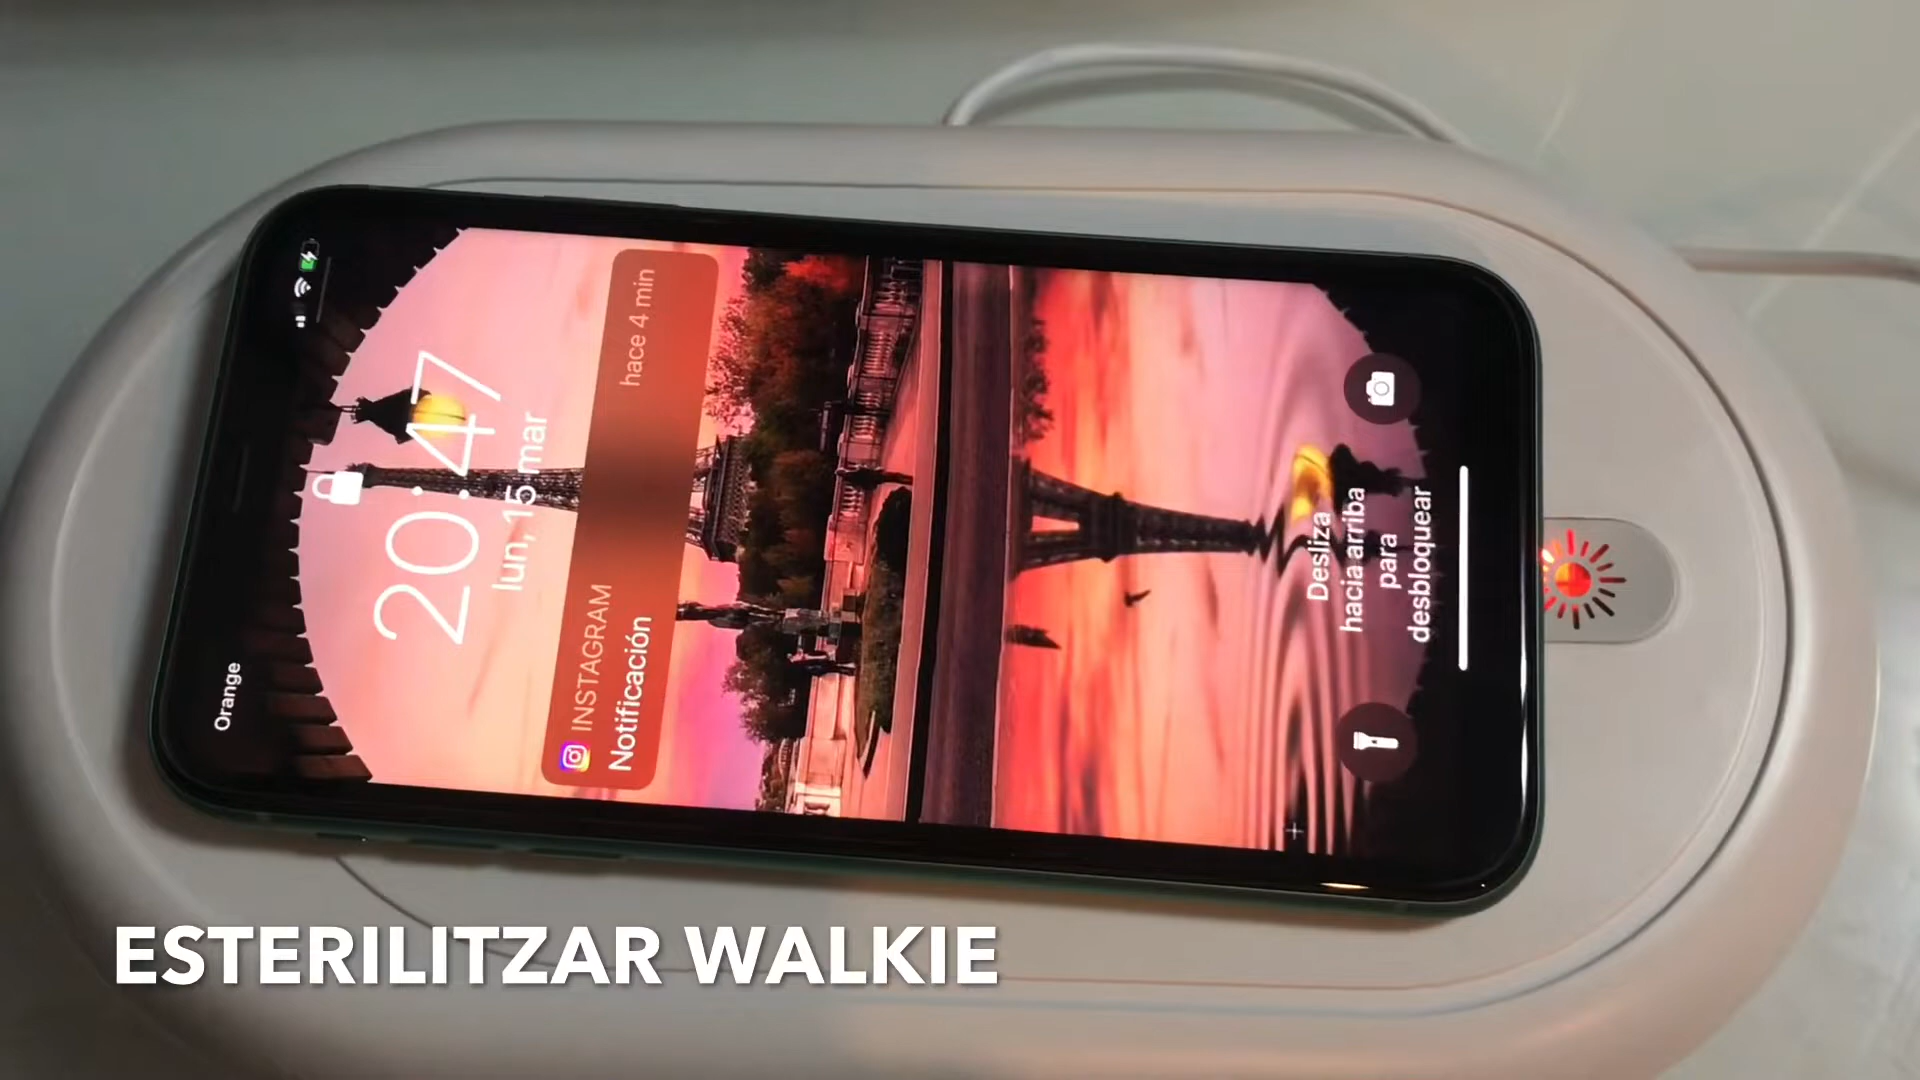 Orange
20:47
lun, 15 mar
INSTAGRAM
hace 4 min
Notificación
Desliza
hacia arriba
para
desbloquear
ESTERILITZAR WALKIE